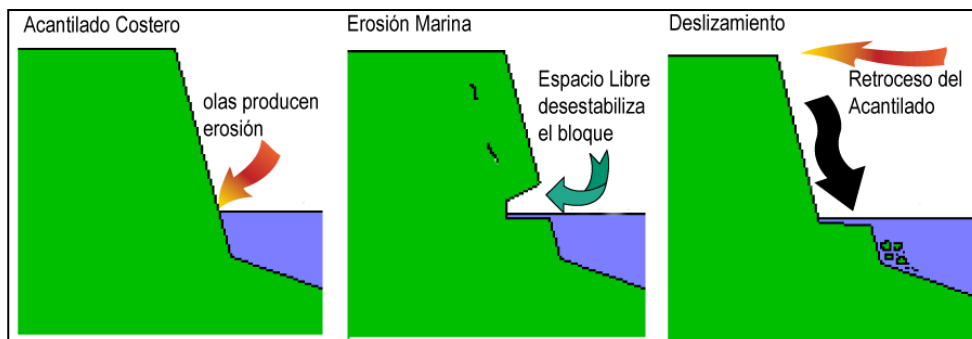 Acantilado Costero
olas producen
erosión
Erosión Marina
Espacio Libre
desestabiliza
el bloque
Deslizamiento
Retroceso del
Acantilado